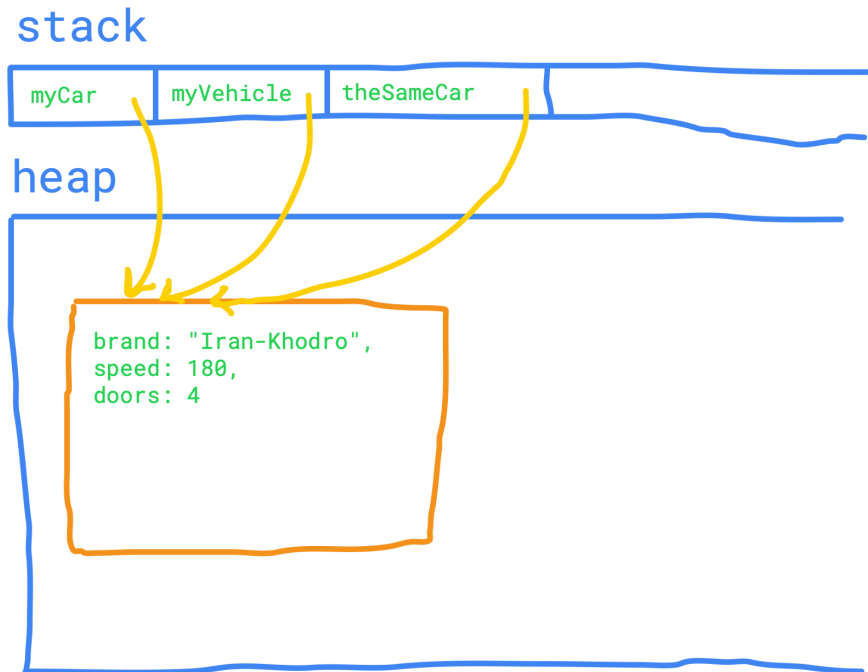 stack
myCar myVehicle theSameCar
heap
brand: "Iran-Khodro",
speed: 180,
doors: 4